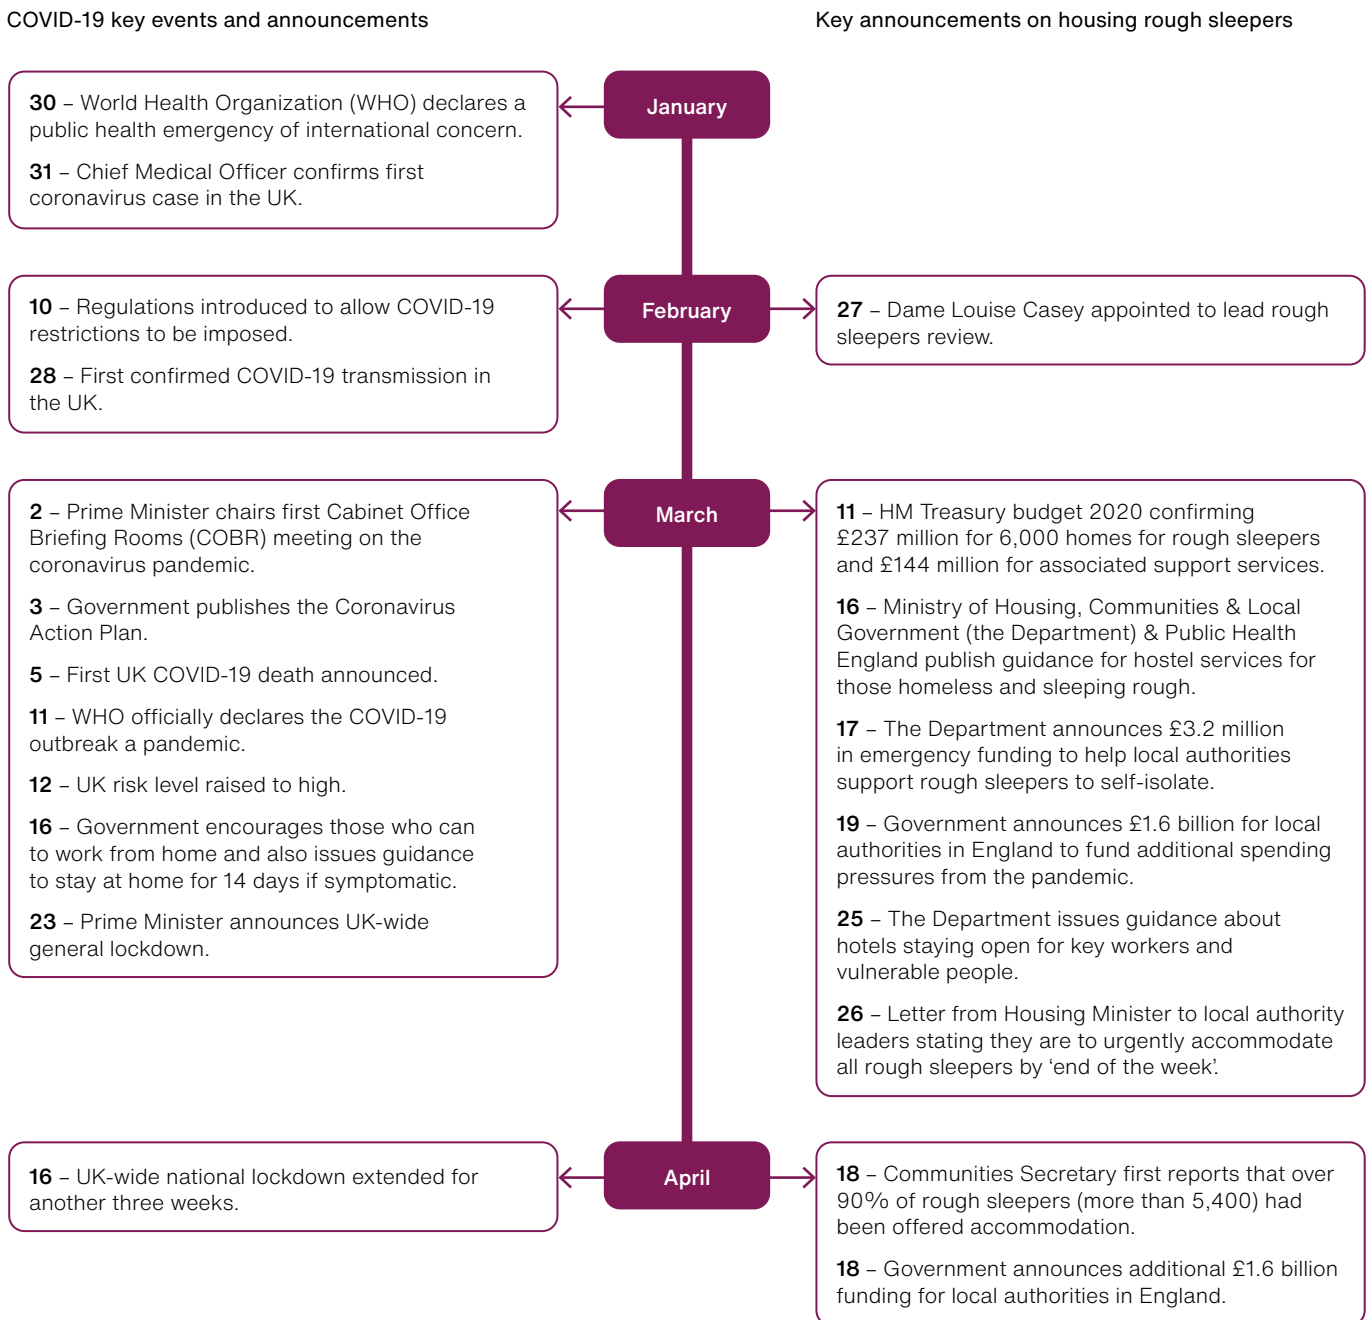 COVID-19 key events and announcements
Key announcements on housing rough sleepers
January
30 – World Health Organization (WHO) declares a
public health emergency of international concern.
31 – Chief Medical Officer confirms first
coronavirus case in the UK.
February
10 – Regulations introduced to allow COVID-19
restrictions to be imposed.
28 – First confirmed COVID-19 transmission in
the UK.
27 – Dame Louise Casey appointed to lead rough
sleepers review.
March
2 – Prime Minister chairs first Cabinet Office
Briefing Rooms (COBR) meeting on the
coronavirus pandemic.
3 – Government publishes the Coronavirus
Action Plan.
5 – First UK COVID-19 death announced.
11 – WHO officially declares the COVID-19
outbreak a pandemic.
12 – UK risk level raised to high.
16 – Government encourages those who can
to work from home and also issues guidance
to stay at home for 14 days if symptomatic.
23 – Prime Minister announces UK-wide
general lockdown.
11 – HM Treasury budget 2020 confirming
£237 million for 6,000 homes for rough sleepers
and £144 million for associated support services.
16 – Ministry of Housing, Communities & Local
Government (the Department) & Public Health
England publish guidance for hostel services for
those homeless and sleeping rough.
17 – The Department announces £3.2 million
in emergency funding to help local authorities
support rough sleepers to self-isolate.
19 – Government announces £1.6 billion for local
authorities in England to fund additional spending
pressures from the pandemic.
25 – The Department issues guidance about
hotels staying open for key workers and
vulnerable people.
26 – Letter from Housing Minister to local authority
leaders stating they are to urgently accommodate
all rough sleepers by ‘end of the week’.
April
16 – UK-wide national lockdown extended for
another three weeks.
18 – Communities Secretary first reports that over
90% of rough sleepers (more than 5,400) had
been offered accommodation.
18 – Government announces additional £1.6 billion
funding for local authorities in England.